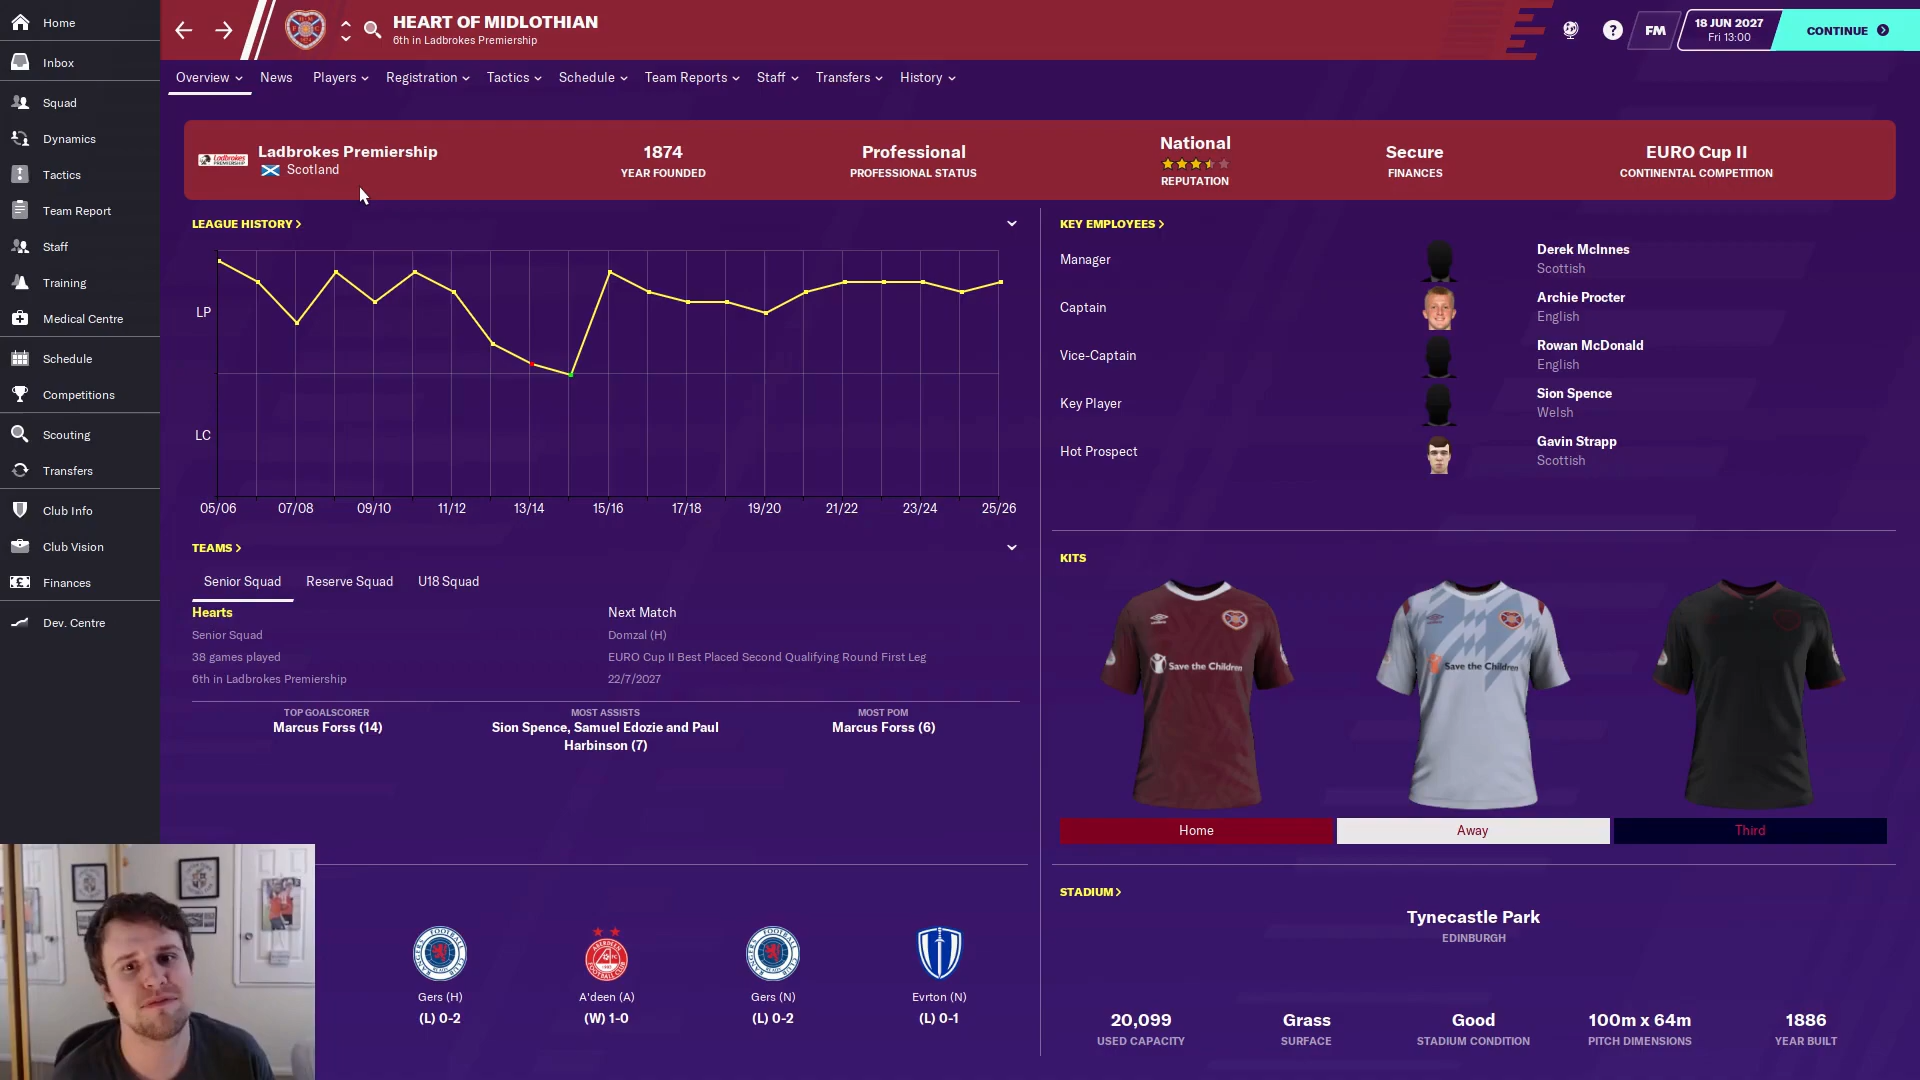 Home
Inbox
Squad
Dynamics
Tactics
Team Report
Staff
Training
Medical Centre
Schedule
Competitions
Scouting
Transfers
Club Info
Club Vision
Finances
Dev. Centre
HEART OF MIDLOTHIAN
6th in Ladbrokes Premiership
FM
18 JUN 2027
Fri 13:00
CONTINUE
Overview News Players Registration Tactics Schedule Team Reports Staff Transfers History
Ladbrokes Premiership
Scotland
1874
YEAR FOUNDED
Professional
PROFESSIONAL STATUS
National
REPUTATION
Secure
FINANCES
EURO Cup II
CONTINENTAL COMPETITION
LEAGUE HISTORY
LP
LC
05/06 07/08 09/10 11/12 13/14 15/16 17/18 19/20 21/22 23/24 25/26
TEAMS
Senior Squad Reserve Squad U18 Squad
Hearts
Senior Squad
38 games played
6th in Ladbrokes Premiership
Next Match
Domzal (H)
EURO Cup II Best Placed Second Qualifying Round First Leg
22/7/2027
TOP GOALSCORER
Marcus Forss (14)
MOST ASSISTS
Sion Spence, Samuel Edozie and Paul
Harbinson (7)
MOST POM
Marcus Forss (6)
Gers (H)
(L) 0-2
A'deen (A)
(W) 1-0
Gers (N)
(L) 0-2
Evrton (N)
(L) 0-1
KEY EMPLOYEES
Manager
Derek McInnes
Scottish
Captain
Archie Procter
English
Vice-Captain
Rowan McDonald
English
Key Player
Sion Spence
Welsh
Hot Prospect
Gavin Strapp
Scottish
KITS
Save the Children
Save the Children
Home
Away
Third
STADIUM
Tynecastle Park
EDINBURGH
20,099
USED CAPACITY
Grass
SURFACE
Good
STADIUM CONDITION
100m x 64m
PITCH DIMENSIONS
1886
YEAR BUILT